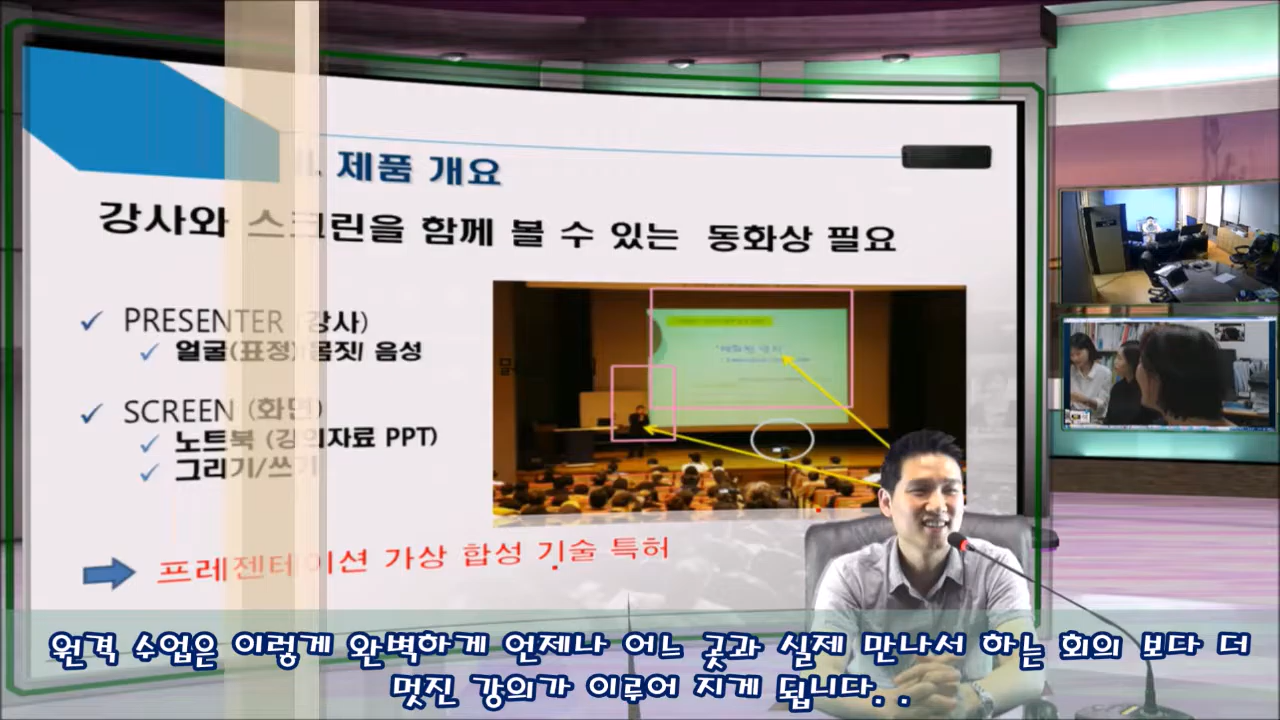 제품 개요
강사와 스크린을 함께 볼 수 있는 동화상 필요
PRESENTER (강사)
얼굴(표정) 몸짓/ 음성
SCREEN (화면)
노트북 (강의자료 PPT)
그리기/쓰기
프레젠테이션 가상 합성 기술 특허
원격 수업은 이렇게 완벽하게 언제나 어느 곳과 실제 만나서 하는 회의 보다 더
멋진 강의가 이루어 지게 됩니다. .